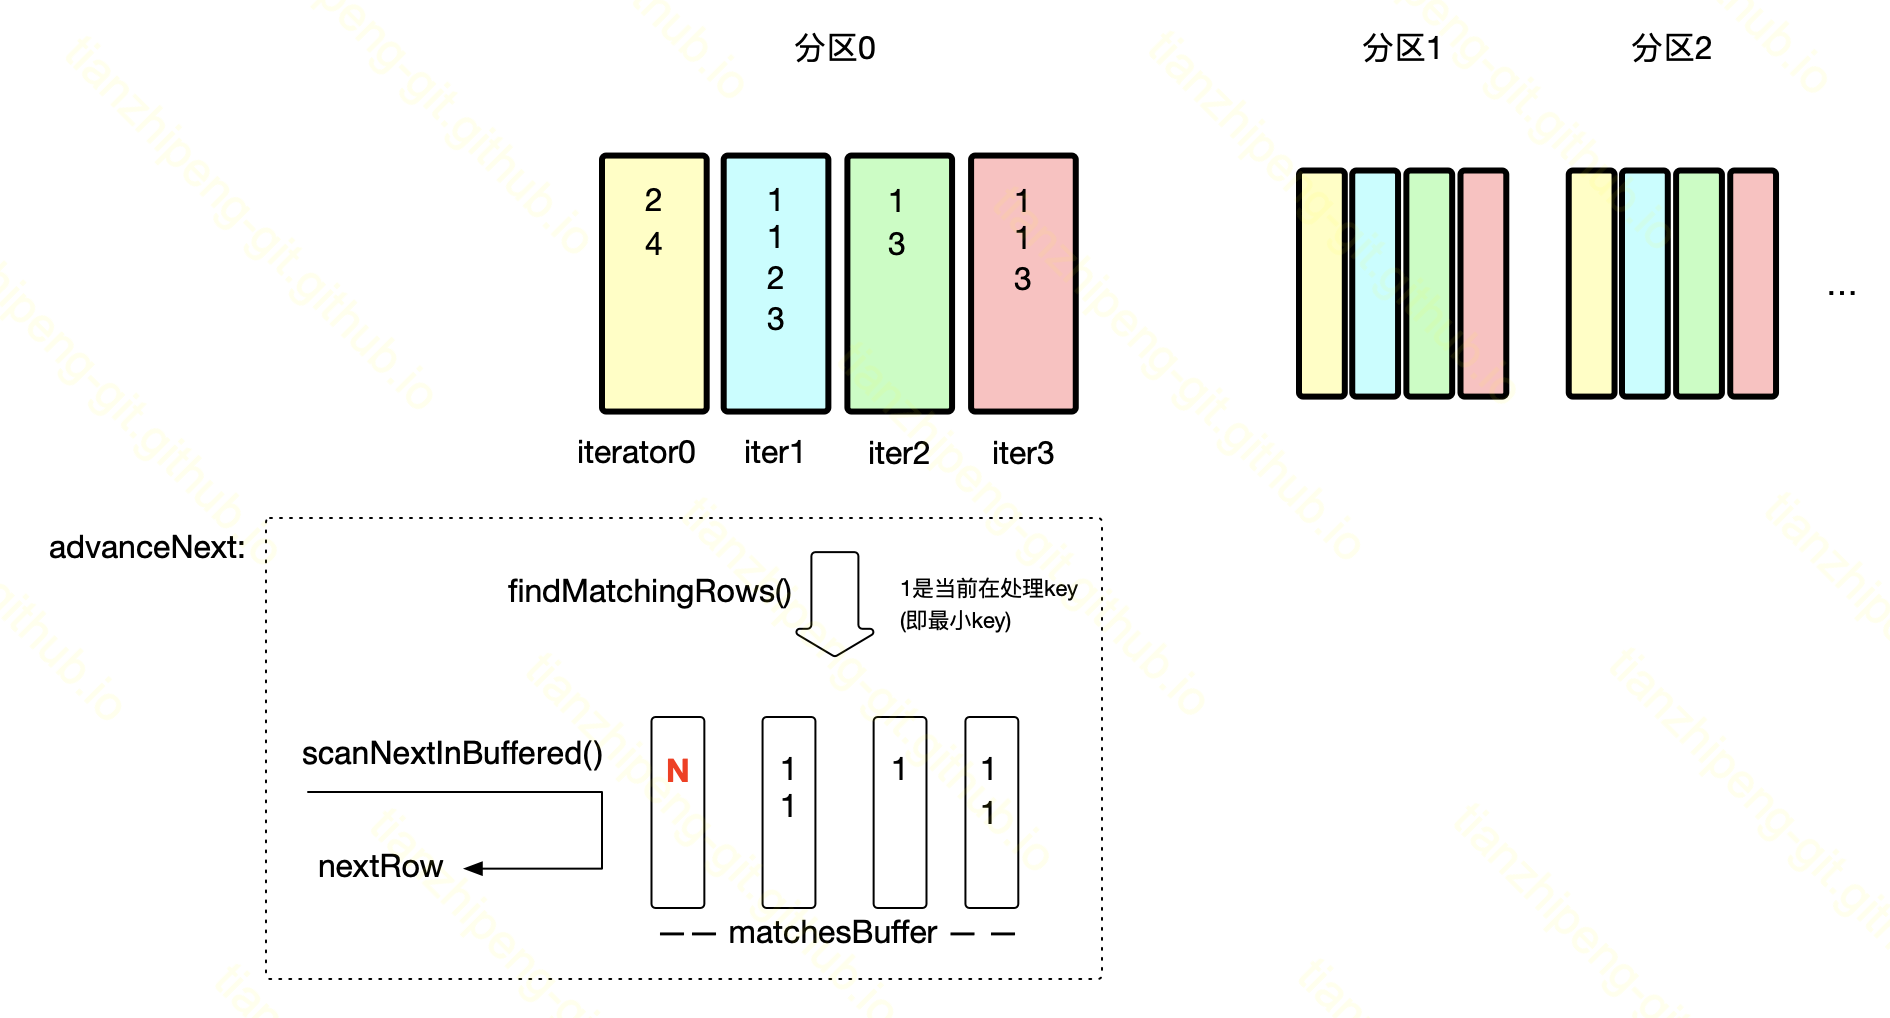 分区0
分区1
分区2
2
4
1
1
2
3
1
3
1
1
3
...
iterator0
iter1
iter2
iter3
advanceNext:
findMatchingRows()
1是当前在处理key
(即最小key)
scanNextInBuffered()
nextRow
N
1
1
1
1
1
-- matchesBuffer --
tianzhipeng-git.github.io